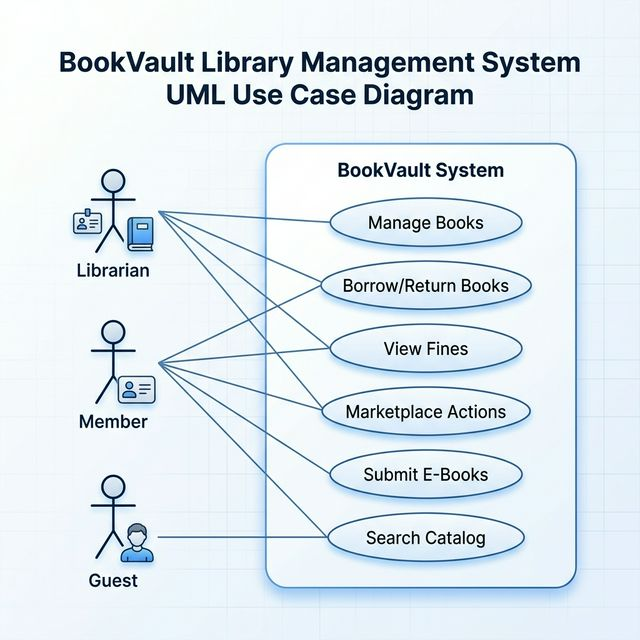 BookVault Library Management System
UML Use Case Diagram
BookVault System
Librarian
Member
Guest
Manage Books
Borrow/Return Books
View Fines
Marketplace Actions
Submit E-Books
Search Catalog